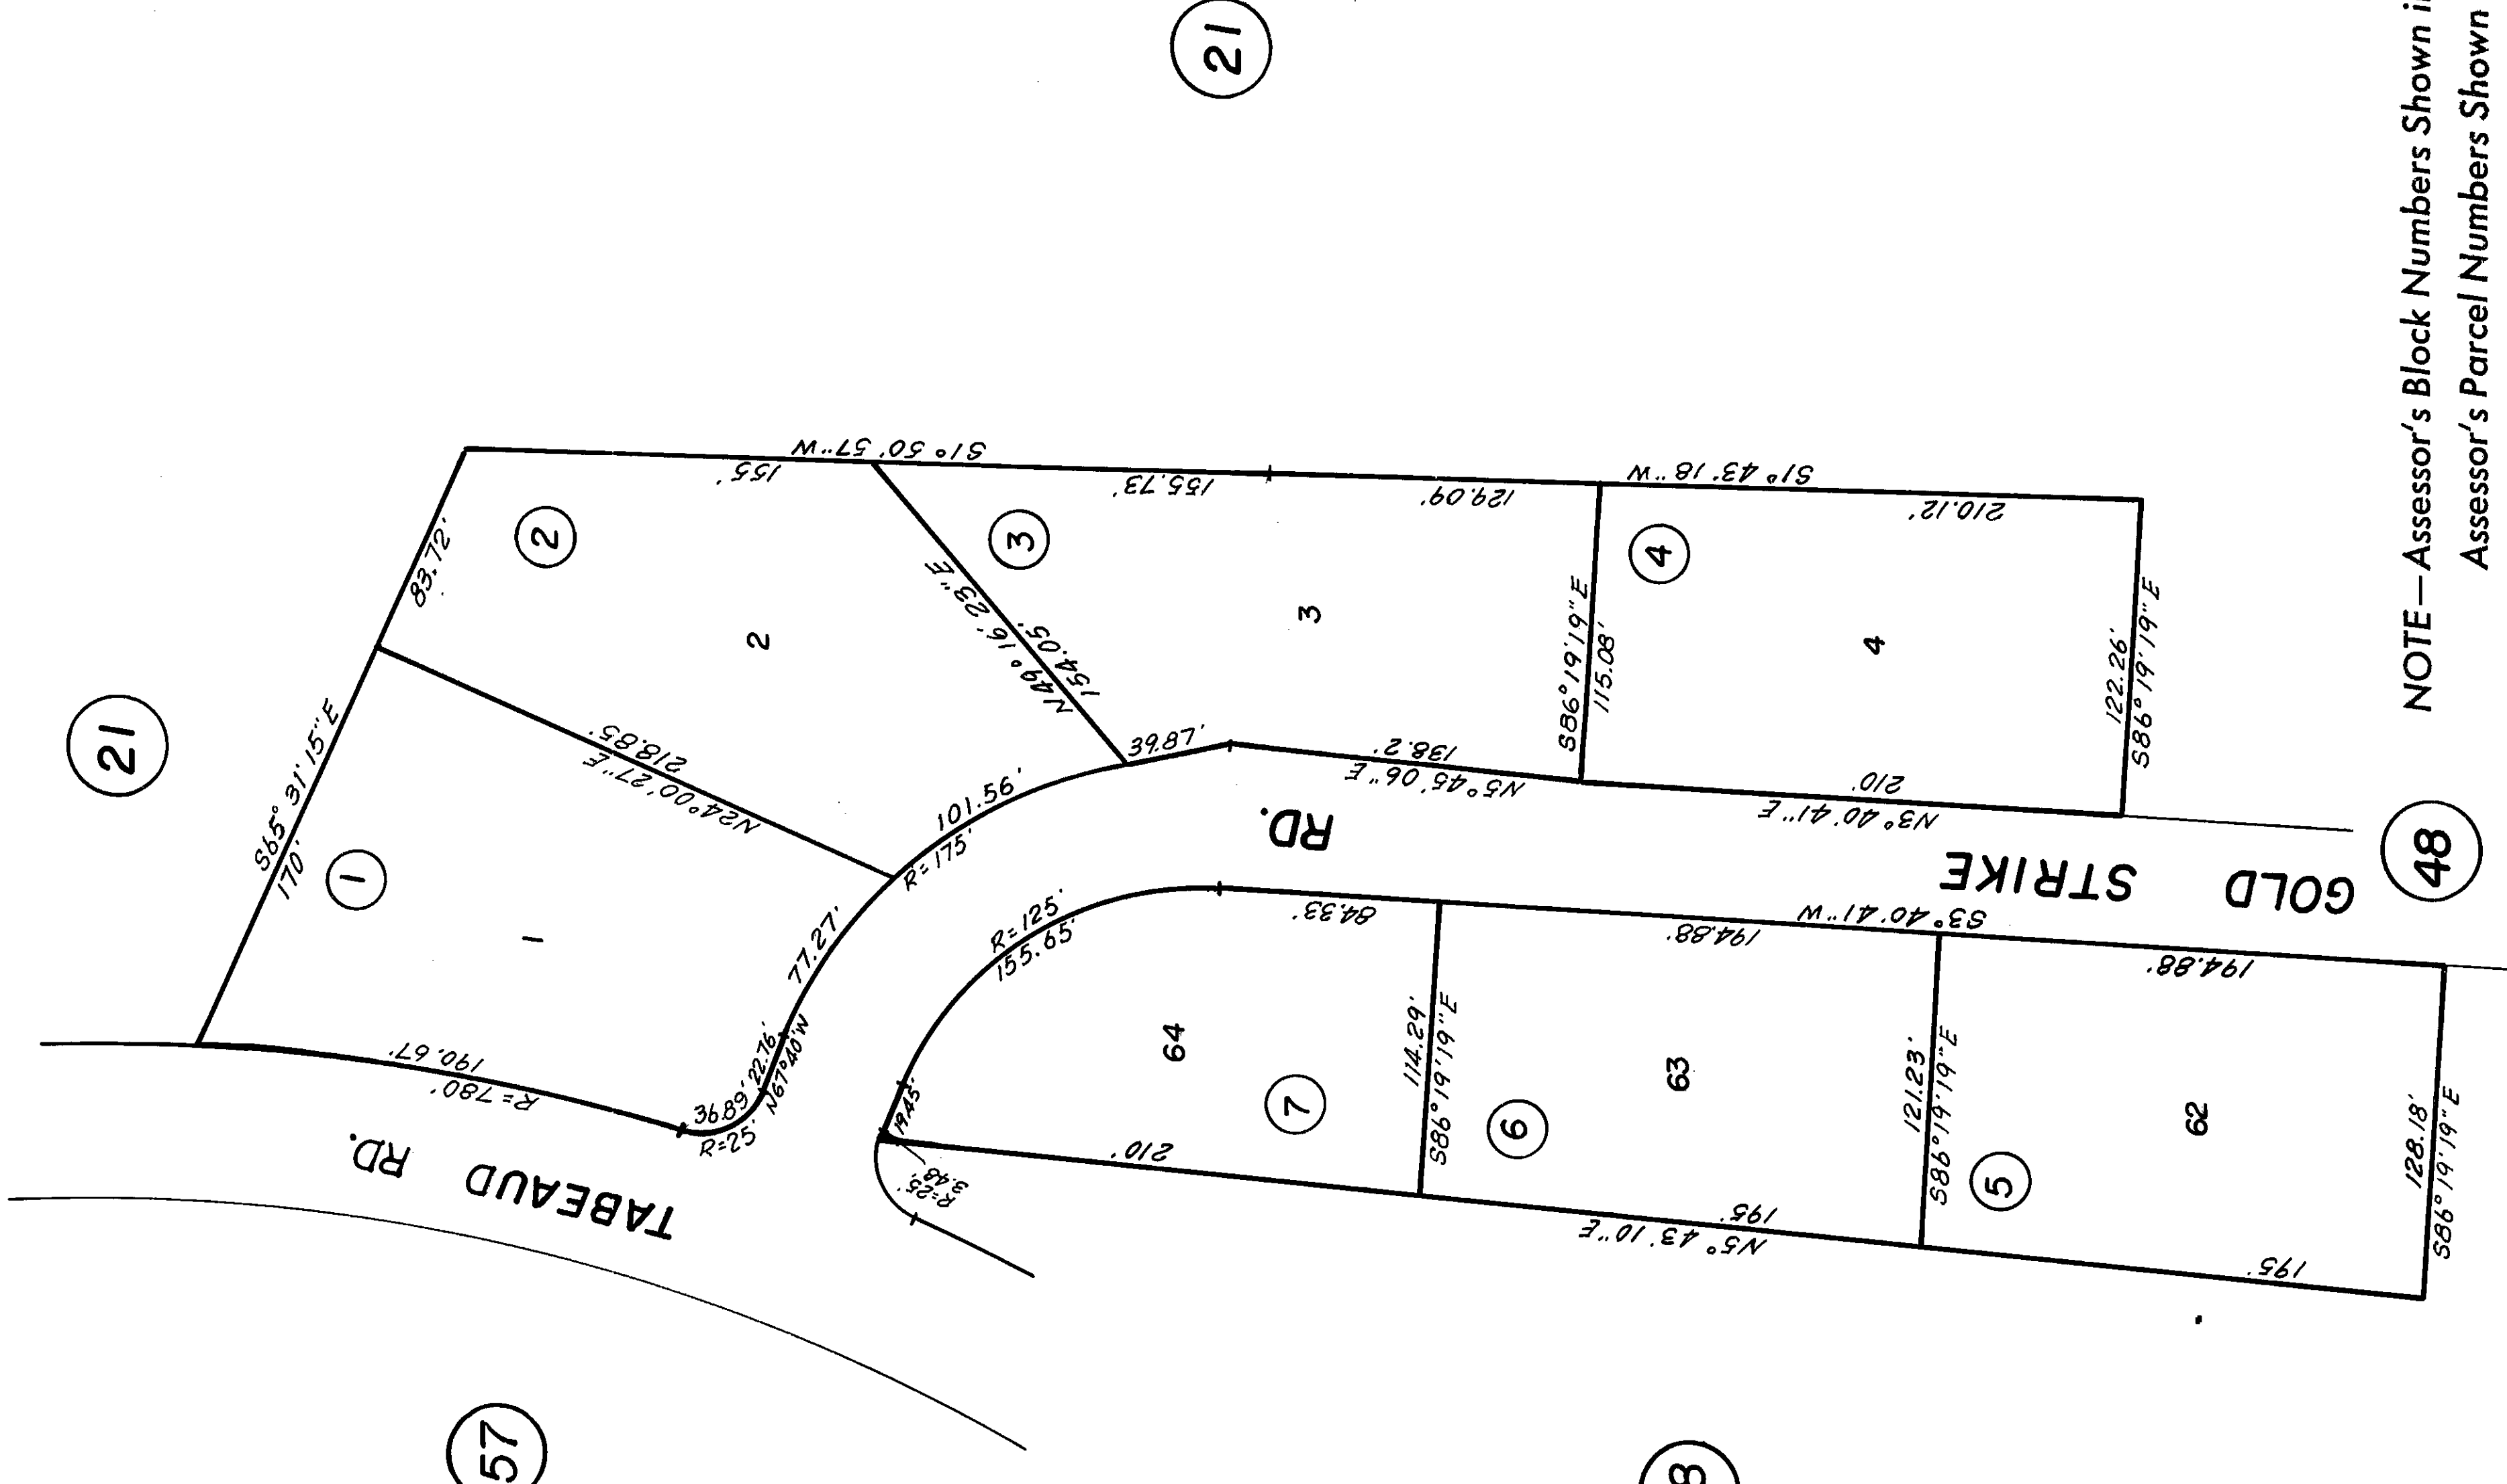 21
21
57
48
TABEAUD RD.
GOLD STRIKE RD.
S65° 31' 15" E
170'
83.72'
1
1
190.67'
R=780'
36.89'
R=25'
22.76'
N67°40'W
77.27'
R=175'
101.56'
N24°00'27"E
218.85'
2
2
155'
S1° 50' 57" W
N49° 16' 23" E
154.05'
3
3
155.73'
129.09'
36.87'
138.2'
N5° 45' 06" E
S86° 19' 19" E
115.08'
4
4
S1° 43' 18" W
210.12'
210'
N3° 40' 41" E
122.26'
S86° 19' 19" E
R=125'
155.65'
19.45'
R=25'
3.48'
64
7
210'
84.33'
114.29'
S86° 19' 19" E
6
63
194.88'
S3° 40' 41" W
195'
N5° 43' 10" E
121.23'
S86° 19' 19" E
5
62
194.88'
195'
128.18'
S86° 19' 19" E
NOTE—Assessor's Block Numbers Shown
Assessor's Parcel Numbers Shown